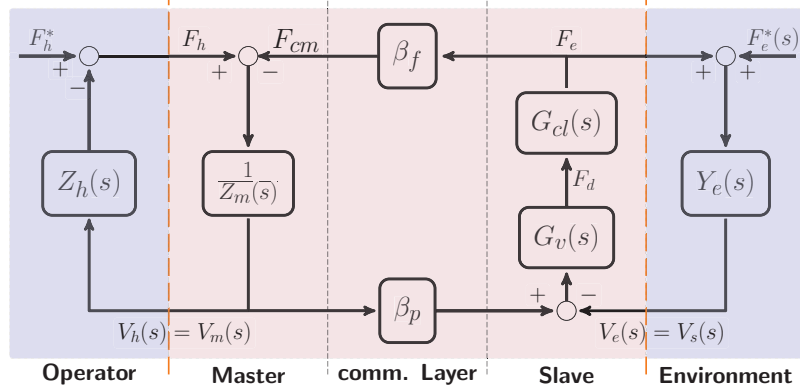 F_h^* F_h F_cm β_f F_e F_e^*(s)
+ + − + +
−
G_cl(s)
Z_h(s) 1/Z_m(s) F_d Y_e(s)
G_v(s)
β_p + −
V_h(s) = V_m(s) V_e(s) = V_s(s)
Operator Master comm. Layer Slave Environment